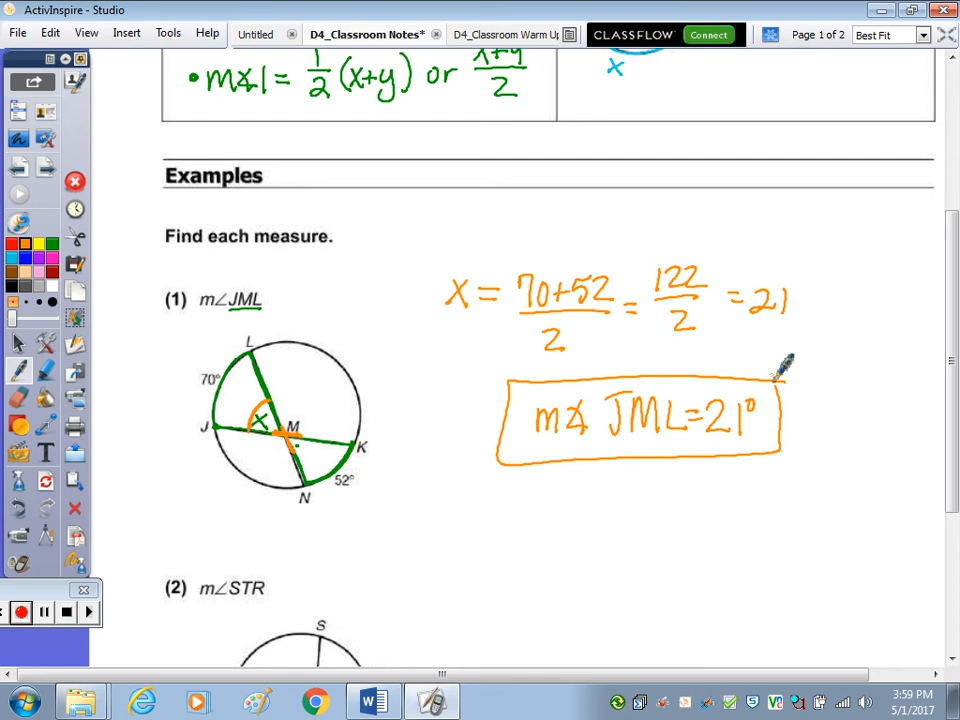 ActivInspire - Studio
File Edit View Insert Tools Help Untitled D4_Classroom Notes* D4_Classroom Warm Up CLASSFLOW Connect Page 1 of 2 Best Fit
• m∡1 = 1/2 (x+y) or x+y/2
x
Examples
Find each measure.
(1) m∠JML
x = 70+52/2 = 122/2 = 21
m∡ JML=21°
L
70°
x
J
M
K
52°
N
(2) m∠STR
S
3:59 PM
5/1/2017